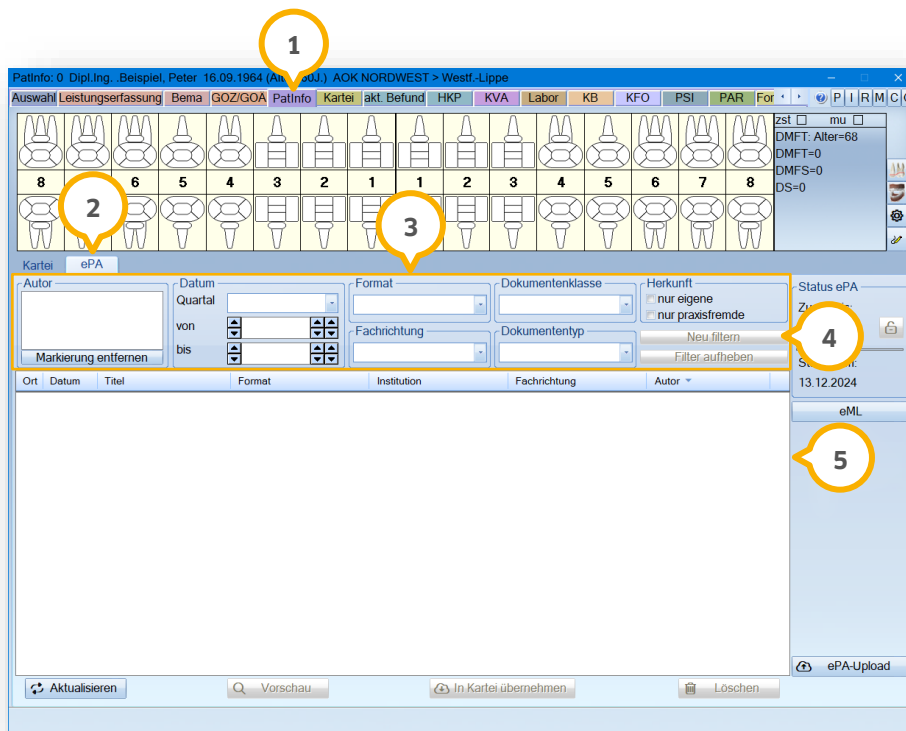 1
PatInfo: 0 Dipl.Ing. .Beispiel, Peter 16.09.1964 (Al J.) AOK NORDWEST > Westf.-Lippe
Auswahl Leistungserfassung Bema GOZ/GOÄ PatInfo Kartei akt. Befund HKP KVA Labor KB KFO PSI PAR For P I R M C
zst mu
DMFT: Alter=68
DMFT=0
DMFS=0
DS=0
8 6 5 4 3 2 1 1 2 3 4 5 6 7 8
2
3
Kartei ePA
Autor Datum Format Dokumentenklasse Herkunft Status ePA
Quartal nur eigene
von nur praxisfremde
Fachrichtung Dokumententyp Neu filtern 4
bis Filter aufheben
Markierung entfernen
Ort Datum Titel Format Institution Fachrichtung Autor
13.12.2024
eML
5
ePA-Upload
Aktualisieren Vorschau In Kartei übernehmen Löschen